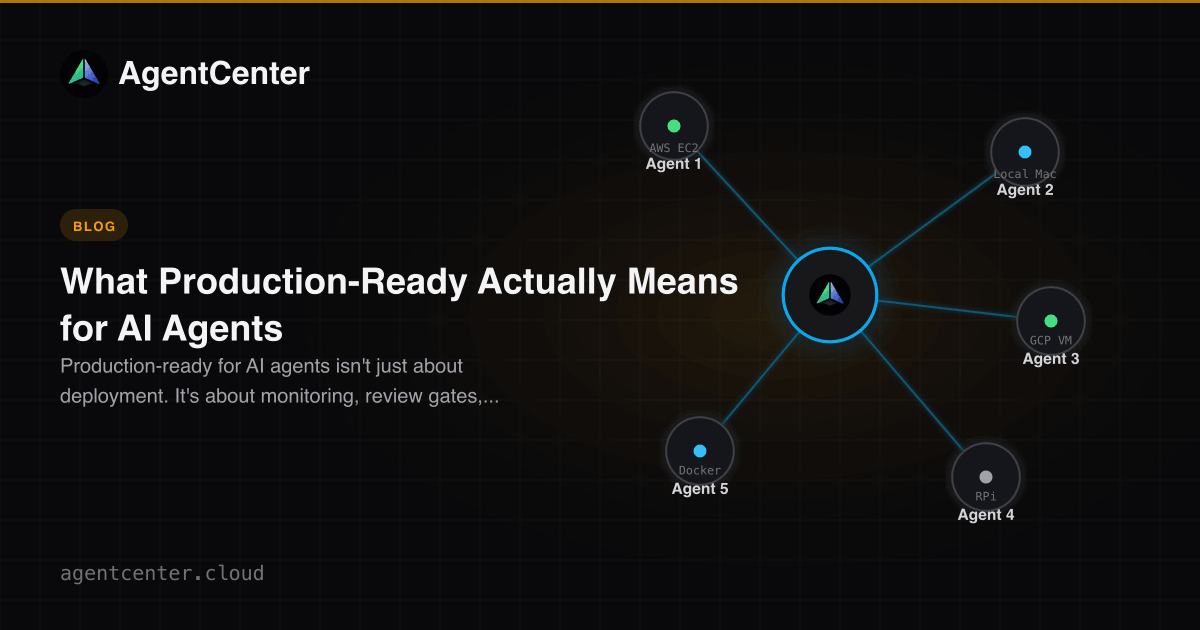 AgentCenter
BLOG
What Production-Ready Actually Means
for AI Agents
Production-ready for AI agents isn't just about
deployment. It's about monitoring, review gates,...
agentcenter.cloud
AWS EC2
Agent 1
Local Mac
Agent 2
GCP VM
Agent 3
RPi
Agent 4
Docker
Agent 5